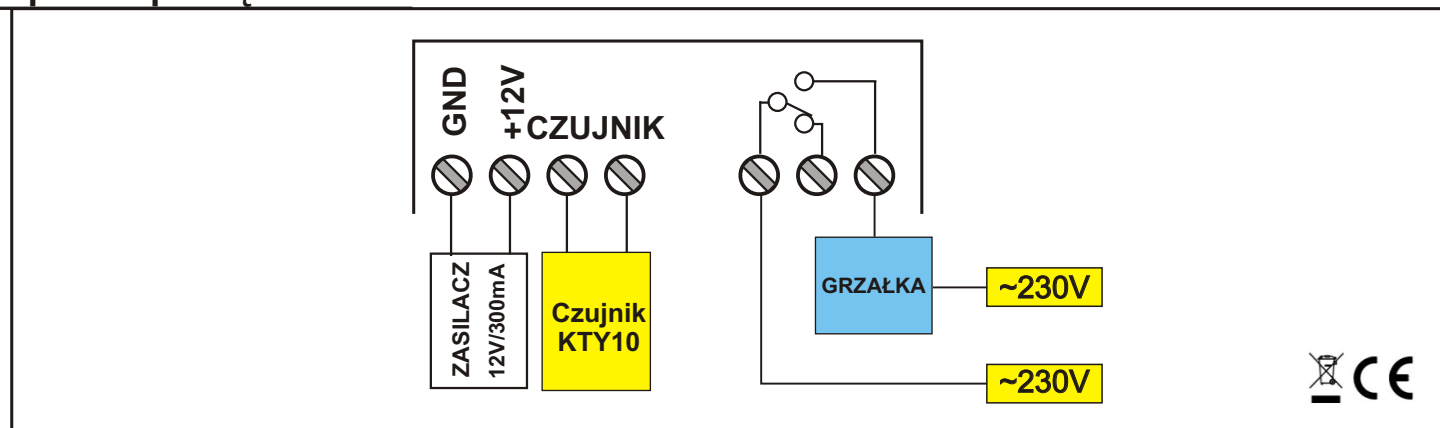 GND
+12V
CZUJNIK
ZASILACZ
12V/300mA
Czujnik
KTY10
GRZAŁKA
~230V
~230V
CE